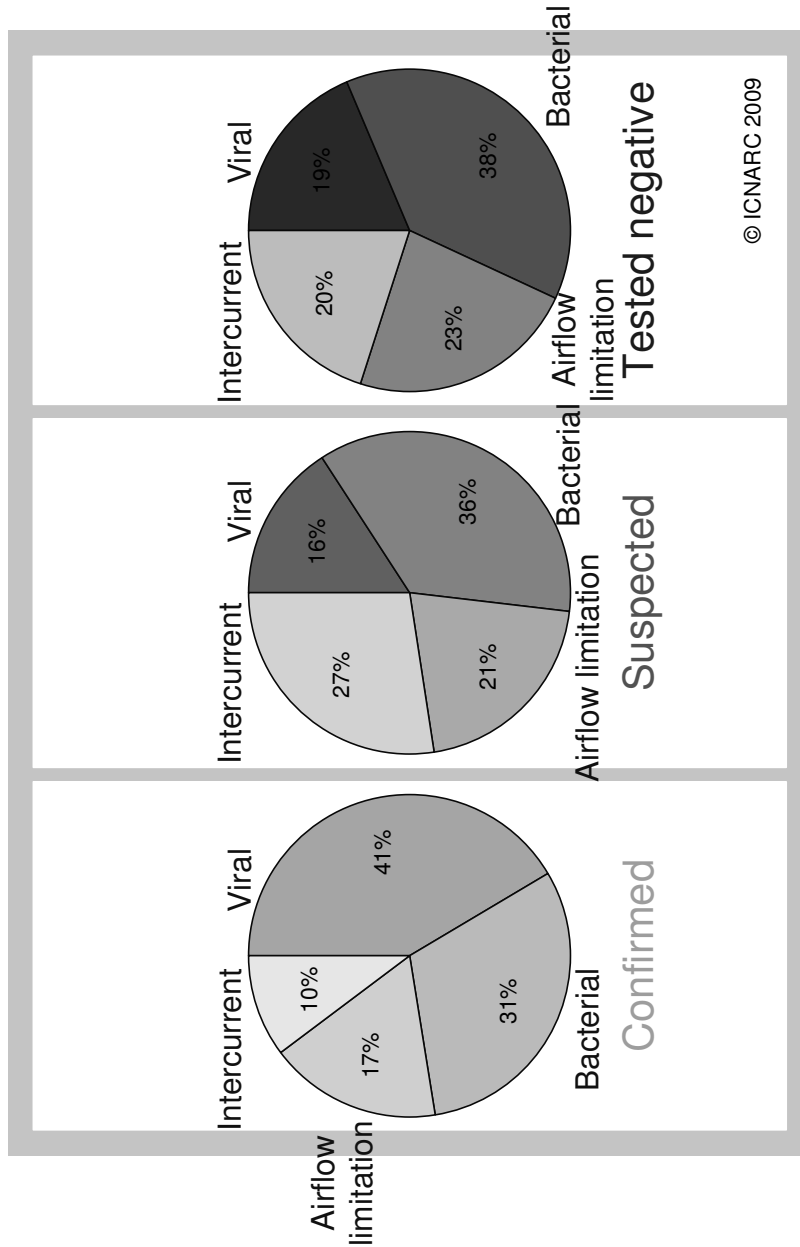 Intercurrent
Viral
10%
41%
Airflow
limitation
17%
31%
Bacterial
Confirmed
Intercurrent
Viral
16%
27%
36%
21%
Bacterial
Airflow limitation
Suspected
Intercurrent
Viral
19%
20%
38%
23%
Bacterial
Airflow
limitation
Tested negative
© ICNARC 2009